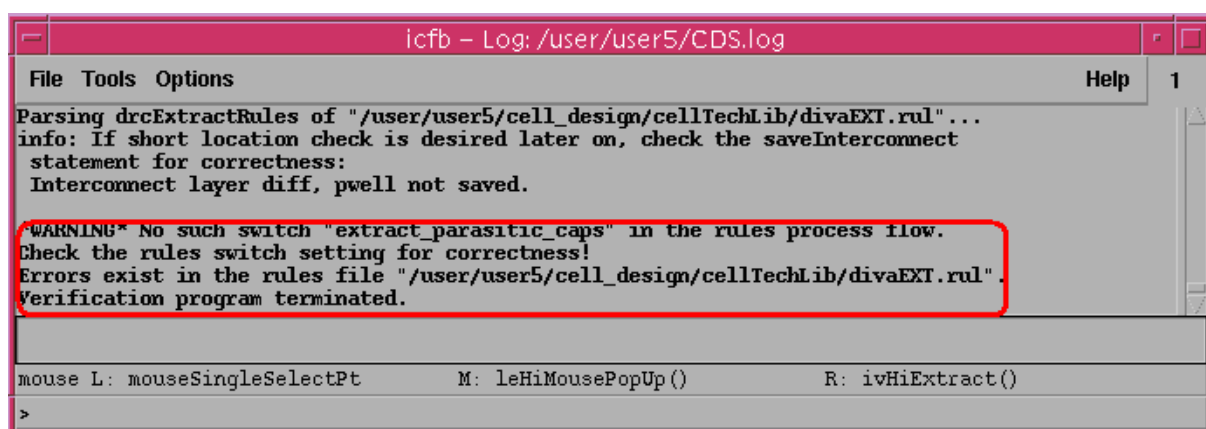 icfb – Log: /user/user5/CDS.log
File Tools Options Help 1
Parsing drcExtractRules of "/user/user5/cell_design/cellTechLib/divaEXT.rul"...
info: If short location check is desired later on, check the saveInterconnect
statement for correctness:
Interconnect layer diff, pwell not saved.
*WARNING* No such switch "extract_parasitic_caps" in the rules process flow.
Check the rules switch setting for correctness!
Errors exist in the rules file "/user/user5/cell_design/cellTechLib/divaEXT.rul".
Verification program terminated.
mouse L: mouseSingleSelectPt M: leHiMousePopUp() R: ivHiExtract()
>